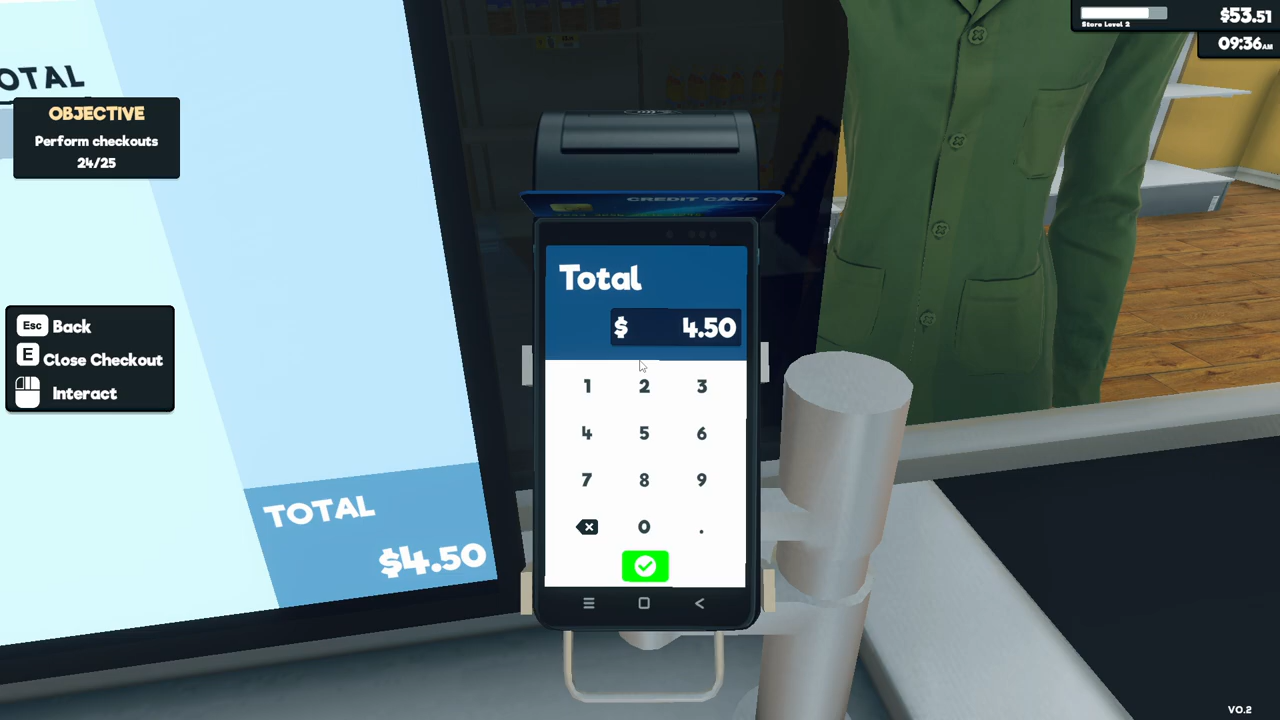 OTAL
OBJECTIVE
Perform checkouts
24/25
Esc Back
E Close Checkout
Interact
TOTAL
$4.50
CREDIT CARD
Total
$ 4.50
1 2 3
4 5 6
7 8 9
0 .
Store Level 2
$53.51
09:36AM
V0.2